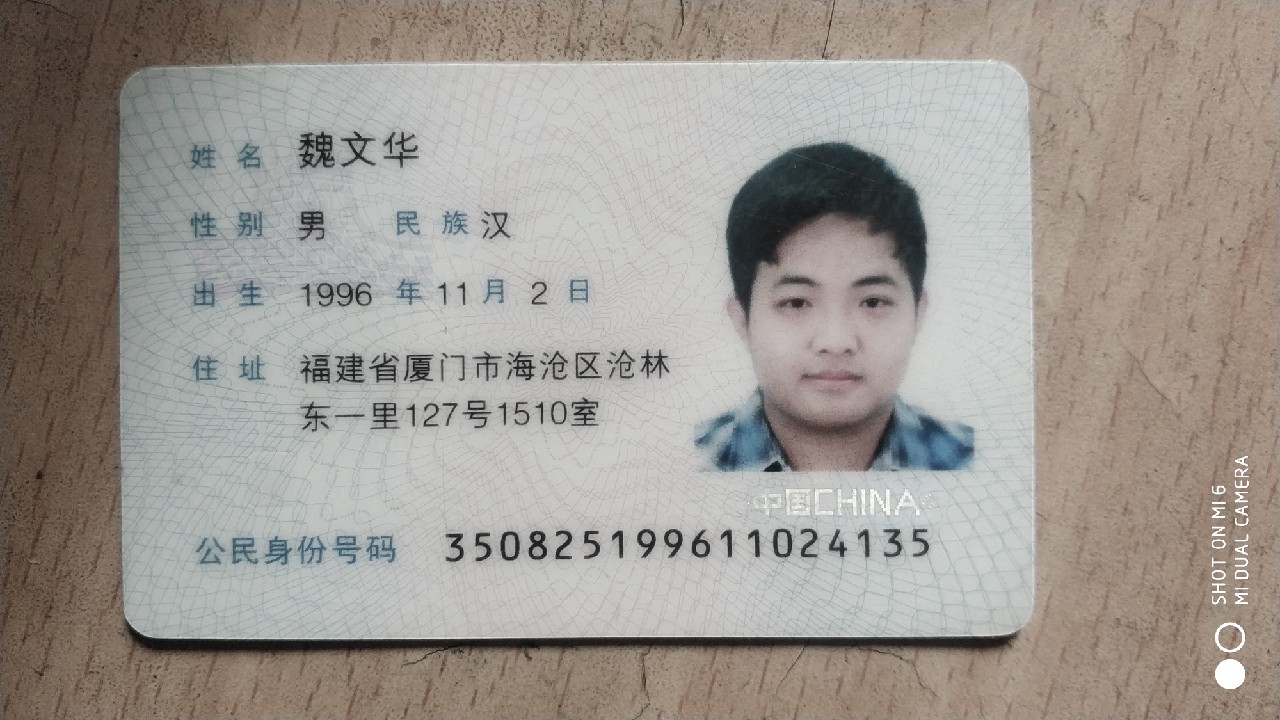 姓名 魏文华
性别 男 民族 汉
出生 1996 年 11 月 2 日
住址 福建省厦门市海沧区沧林
东一里127号1510室
中国CHINA
公民身份号码 350825199611024135
SHOT ON MI 6
MI DUAL CAMERA